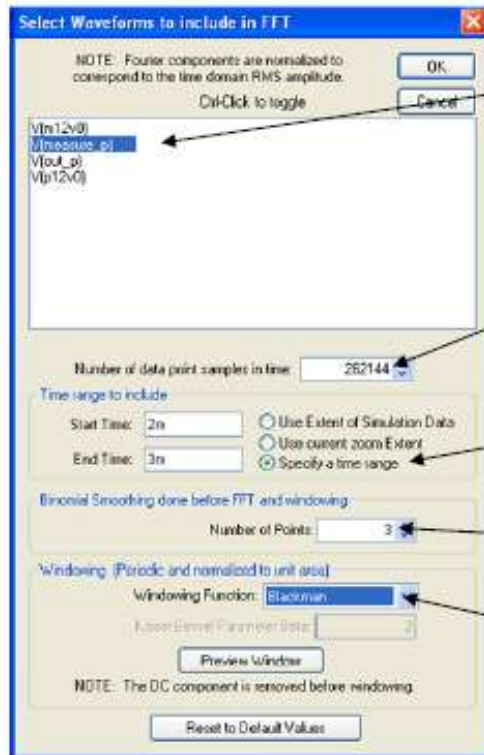 Select Waveforms to include in FFT
NOTE: Fourier components are normalized to
correspond to the time domain RMS amplitude.
OK
Ctrl-Click to toggle
Cancel
V(m12v0)
V(measure_p)
V(out_p)
V(p12v0)
Number of data point samples in time:
262144
Time range to include
Start Time:
2m
Use Extent of Simulation Data
Use current zoom Extent
End Time:
3m
Specify a time range
Binomial Smoothing done before FFT and windowing
Number of Points:
3
Windowing (Periodic and normalized to unit area)
Windowing Function:
Blackman
Kaiser-Bessel Parameter Beta:
2
Preview Window
NOTE: The DC component is removed before windowing.
Reset to Default Values